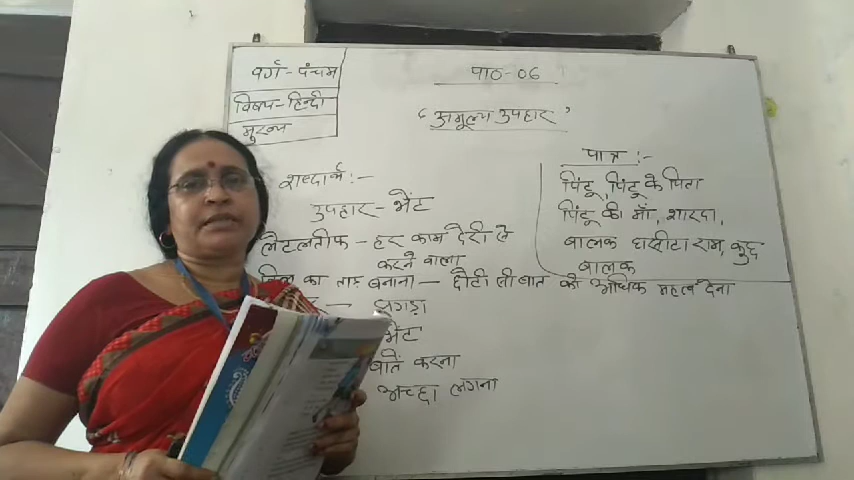 वर्ग - पंचम
विषय - हिन्दी
मुख्य
पाठ - 06
‘अमूल्य उपहार’
शब्दार्थ :-
उपहार - भेंट
लेटलतीफ - हर काम देरी से
करने वाला
का ताड़ बनाना - छोटी सी बात को अधिक महत्व देना
- झगड़ा
भेंट
बातें करना
अच्छा लगना
पात्र :-
पिंटू, पिंटू के पिता
पिंटू की माँ, शारदा,
बालक घसीटा राम, कुछ
बालक